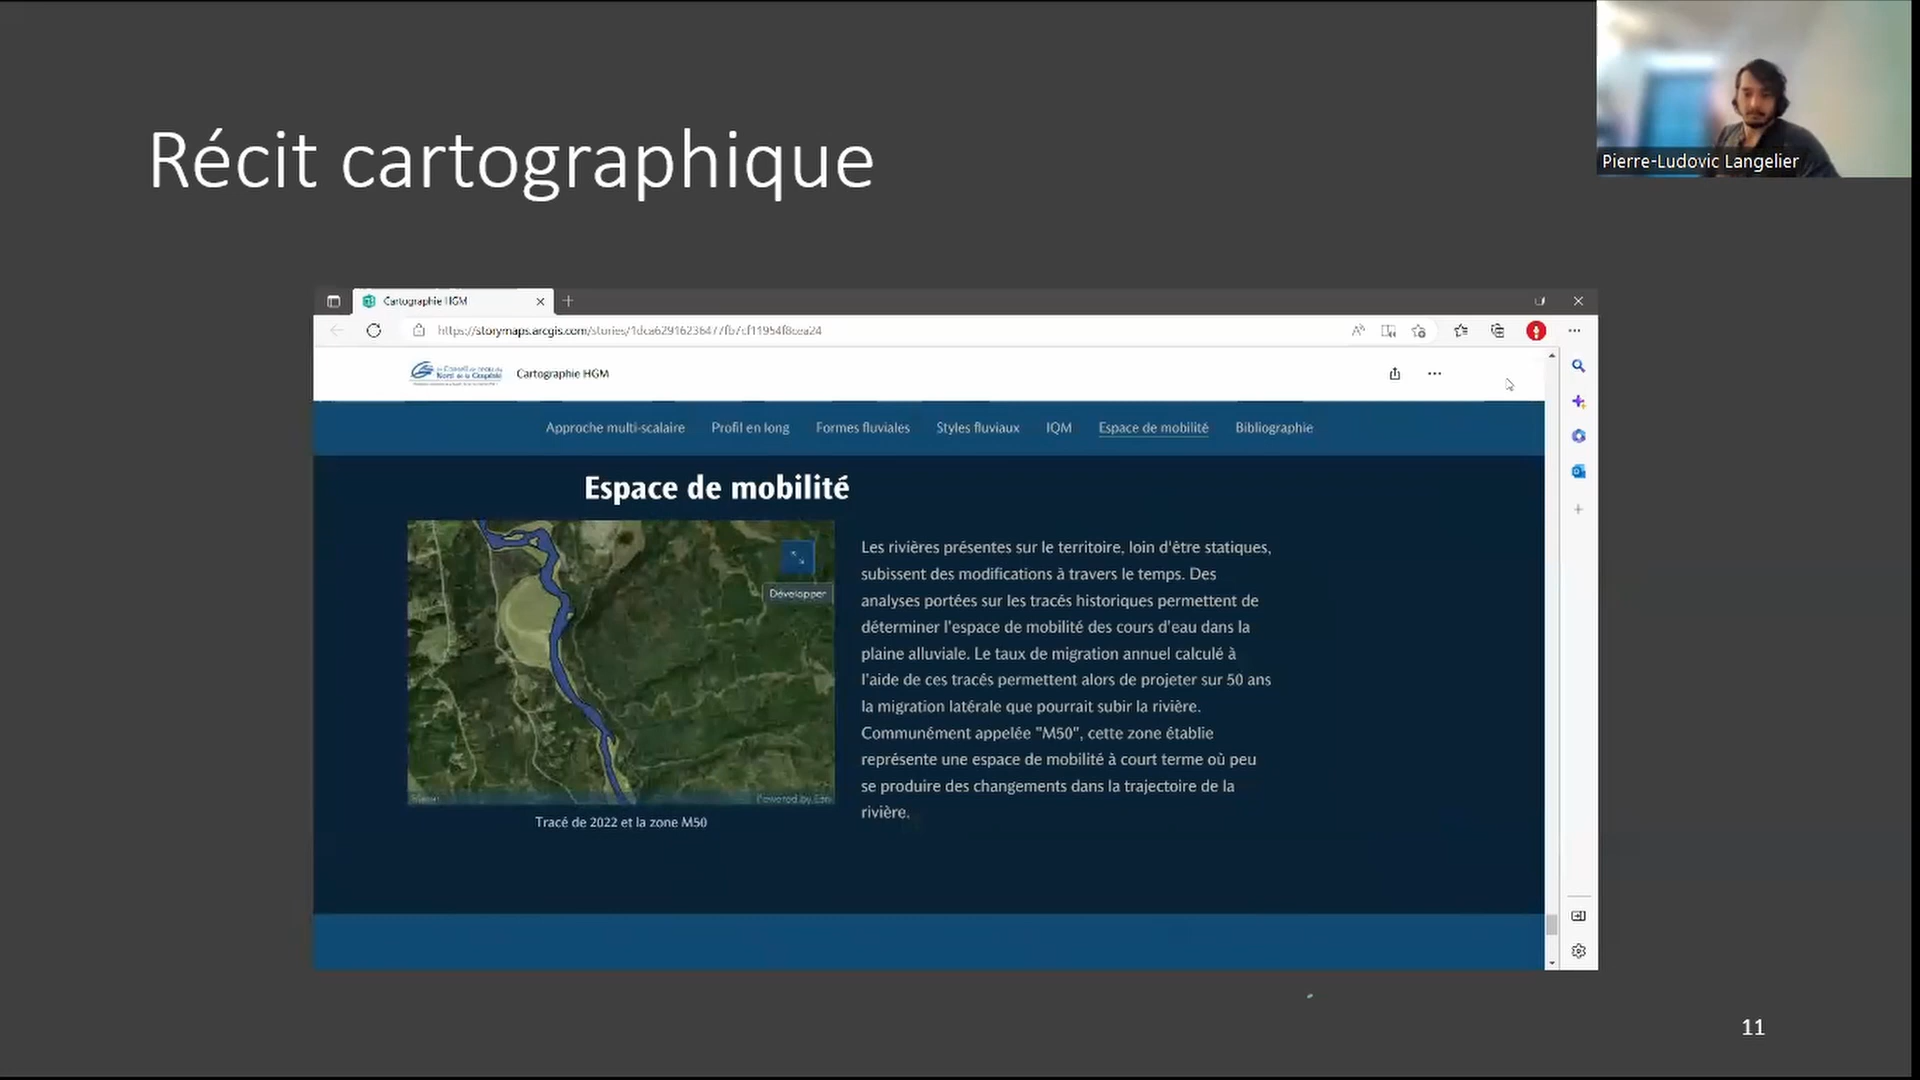 Récit cartographique
Pierre-Ludovic Langelier
Cartographie HGM
Cartographie HGM
Approche multi-scalaire Profil en long Formes fluviales Styles fluviaux IQM Espace de mobilité Bibliographie
Espace de mobilité
Développer
Powered by Esri
Tracé de 2022 et la zone M50
Les rivières présentes sur le territoire, loin d'être statiques,
subissent des modifications à travers le temps. Des
analyses portées sur les tracés historiques permettent de
déterminer l'espace de mobilité des cours d'eau dans la
plaine alluviale. Le taux de migration annuel calculé à
l'aide de ces tracés permettent alors de projeter sur 50 ans
la migration latérale que pourrait subir la rivière.
Communément appelée "M50", cette zone établie
représente une espace de mobilité à court terme où peu
se produire des changements dans la trajectoire de la
rivière.
11